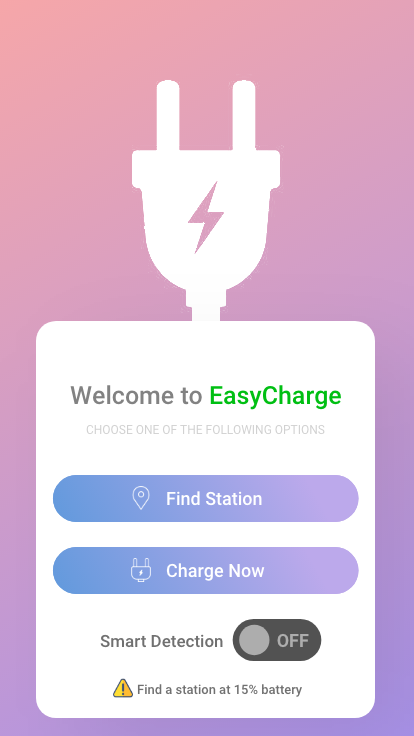 Welcome to EasyCharge
CHOOSE ONE OF THE FOLLOWING OPTIONS
Find Station
Charge Now
Smart Detection OFF
Find a station at 15% battery